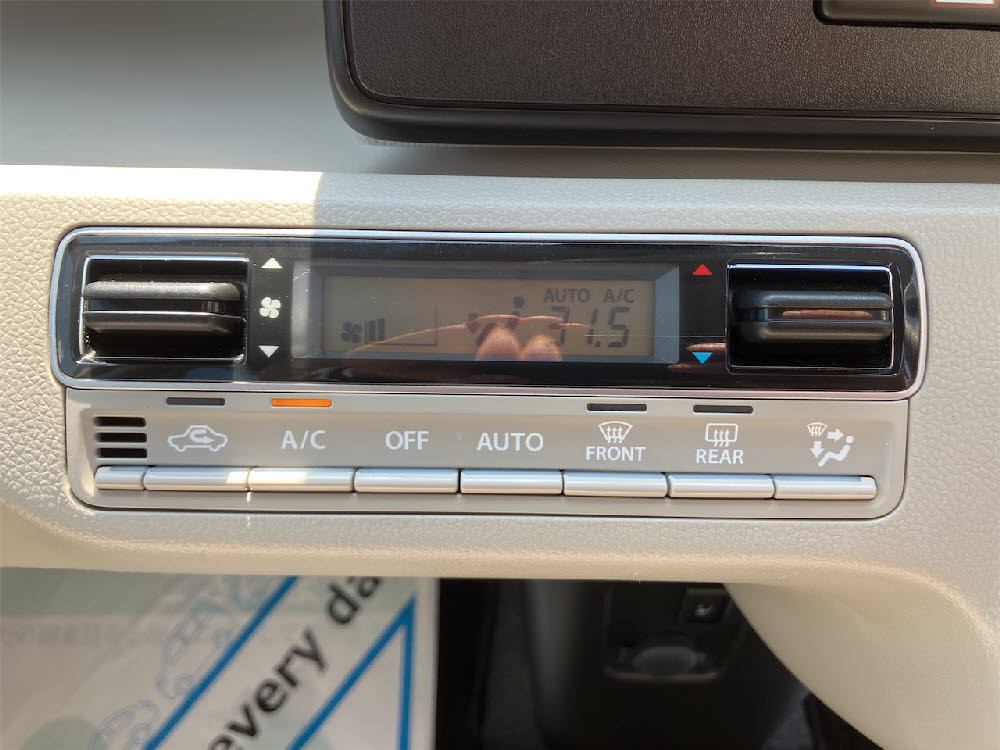 AUTO A/C
31.5
A/C OFF AUTO FRONT REAR
every da